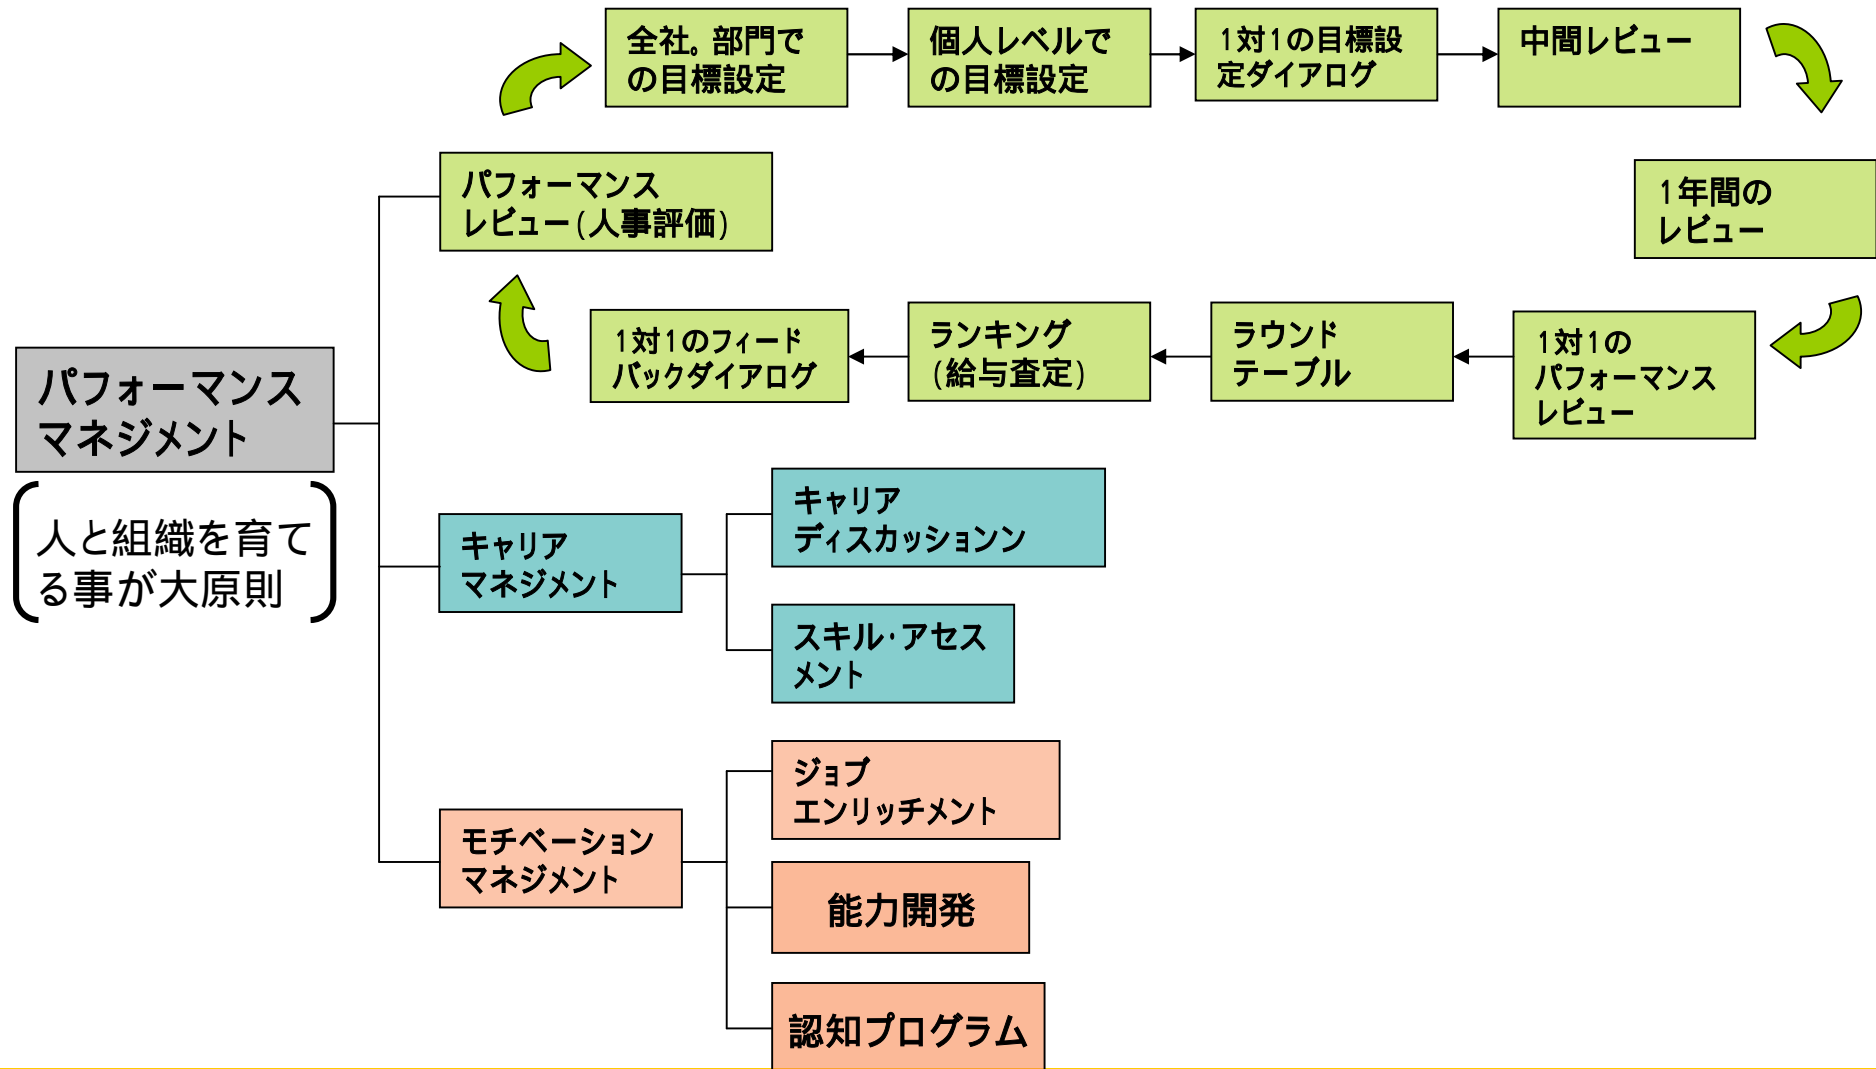 全社。部門で
の目標設定
個人レベルで
の目標設定
1対1の目標設
定ダイアログ
中間レビュー
パフォーマンス
レビュー(人事評価)
1年間の
レビュー
1対1のフィード
バックダイアログ
ランキング
(給与査定)
ラウンド
テーブル
1対1の
パフォーマンス
レビュー
パフォーマンス
マネジメント
人と組織を育て
る事が大原則
キャリア
マネジメント
キャリア
ディスカッションン
スキル・アセス
メント
モチベーション
マネジメント
ジョブ
エンリッチメント
能力開発
認知プログラム